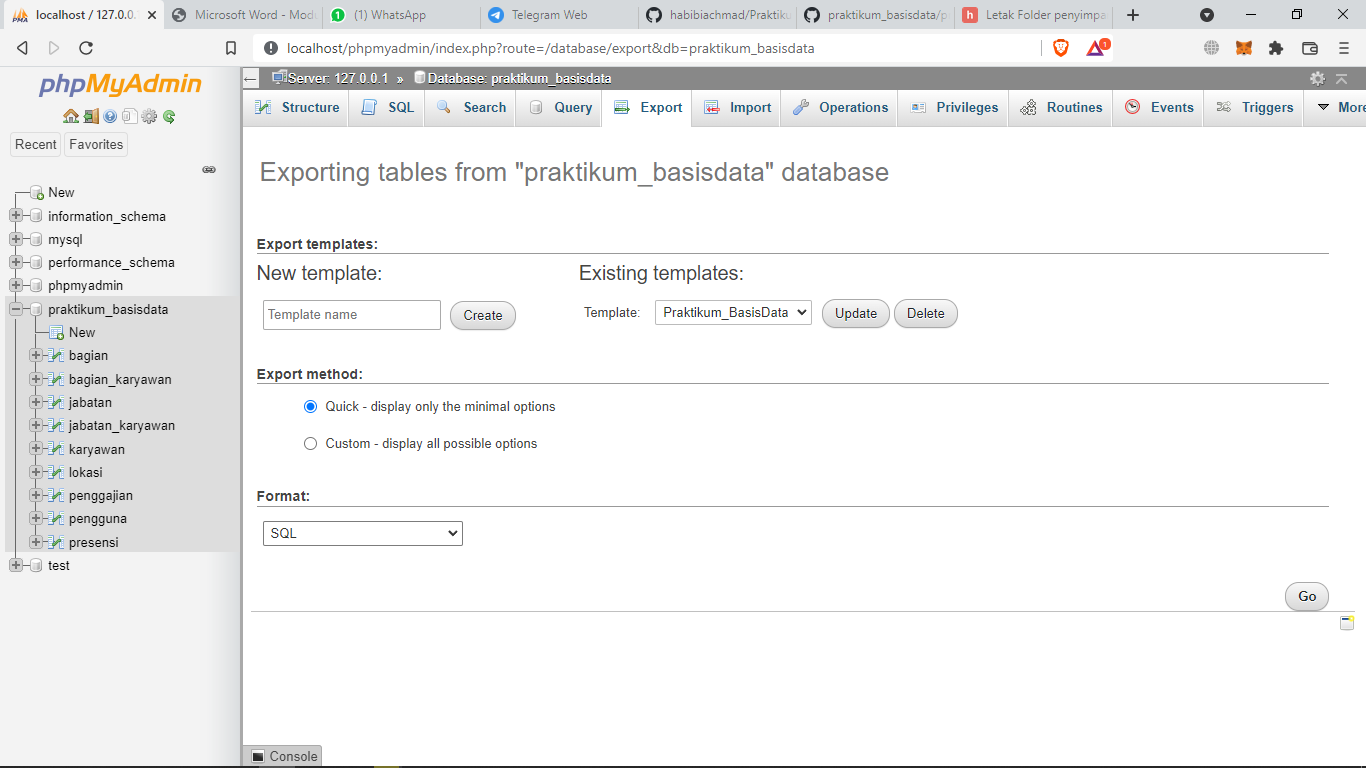 localhost / 127.0.0.
Microsoft Word - Modu
(1) WhatsApp
Telegram Web
habibiachmad/Praktiku
praktikum_basisdata/p
Letak Folder penyimpa
localhost/phpmyadmin/index.php?route=/database/export&db=praktikum_basisdata
1
phpMyAdmin
Recent
Favorites
New
information_schema
mysql
performance_schema
phpmyadmin
praktikum_basisdata
New
bagian
bagian_karyawan
jabatan
jabatan_karyawan
karyawan
lokasi
penggajian
pengguna
presensi
test
Server: 127.0.0.1 » Database: praktikum_basisdata
Structure SQL Search Query Export Import Operations Privileges Routines Events Triggers More
Exporting tables from "praktikum_basisdata" database
Export templates:
New template:
Template name
Create
Existing templates:
Template: Praktikum_BasisData Update Delete
Export method:
Quick - display only the minimal options
Custom - display all possible options
Format:
SQL
Go
Console